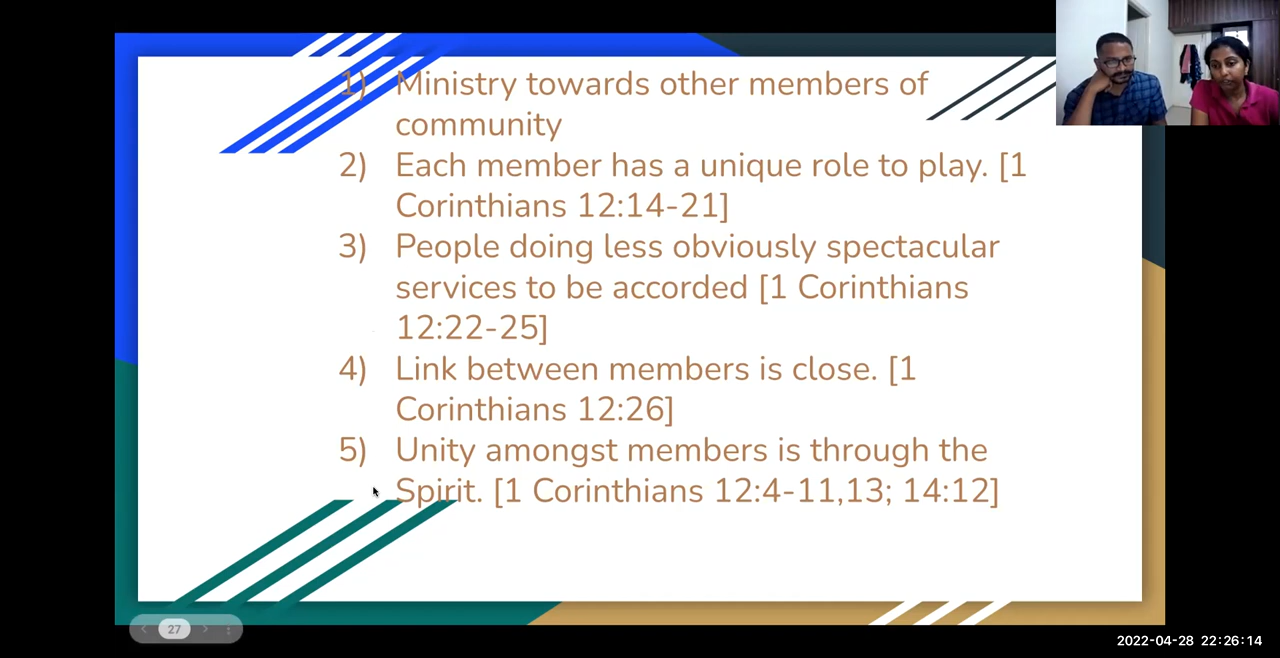 1) Ministry towards other members of
community
2) Each member has a unique role to play. [1
Corinthians 12:14-21]
3) People doing less obviously spectacular
services to be accorded [1 Corinthians
12:22-25]
4) Link between members is close. [1
Corinthians 12:26]
5) Unity amongst members is through the
Spirit. [1 Corinthians 12:4-11,13; 14:12]
27
2022-04-28 22:26:14